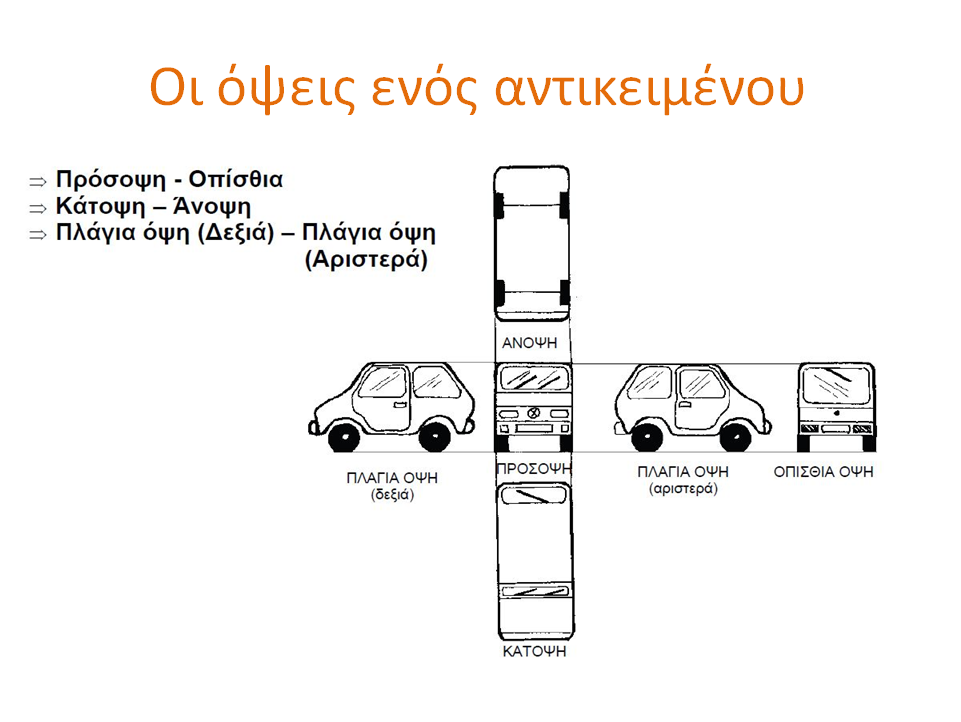 Οι όψεις ενός αντικειμένου
⇒ Πρόσοψη - Οπίσθια
⇒ Κάτοψη – Άνοψη
⇒ Πλάγια όψη (Δεξιά) – Πλάγια όψη
(Αριστερά)
ΑΝΟΨΗ
ΠΛΑΓΙΑ ΟΨΗ
(δεξιά)
ΠΡΟΣΟΨΗ
ΠΛΑΓΙΑ ΟΨΗ
(αριστερά)
ΟΠΙΣΘΙΑ ΟΨΗ
ΚΑΤΟΨΗ